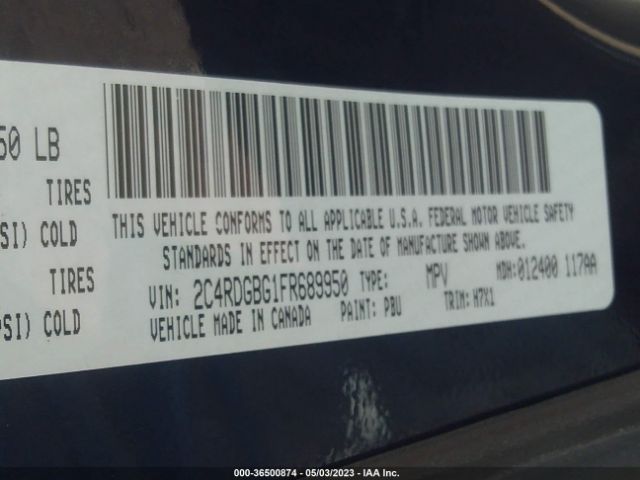 50 LB
TIRES
SI) COLD
TIRES
PSI) COLD
THIS VEHICLE CONFORMS TO ALL APPLICABLE U.S.A. FEDERAL MOTOR VEHICLE SAFETY
STANDARDS IN EFFECT ON THE DATE OF MANUFACTURE SHOWN ABOVE.
VIN: 2C4RDGBG1FR689950 TYPE: MPV MDH:012400 117AA
VEHICLE MADE IN CANADA PAINT: PBU TRIM: H7X1
000-36500874 - 05/03/2023 - IAA Inc.